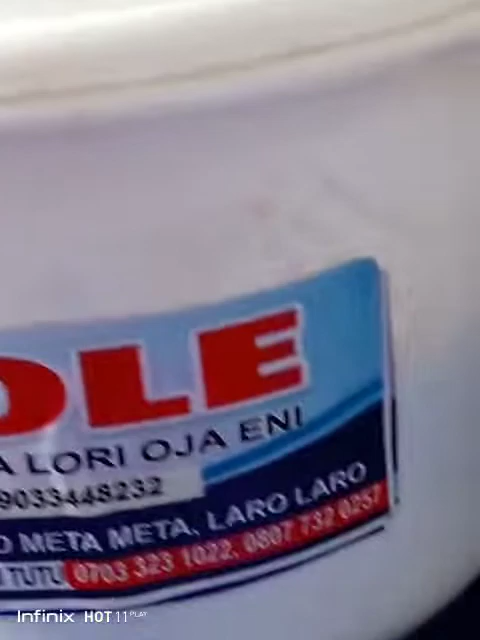 OLE
A LORI OJA ENI
9033448232
O META META, LARO LARO
I TUTU 0703 323 1022, 0807 732 0257
Infinix HOT 11 PLAY